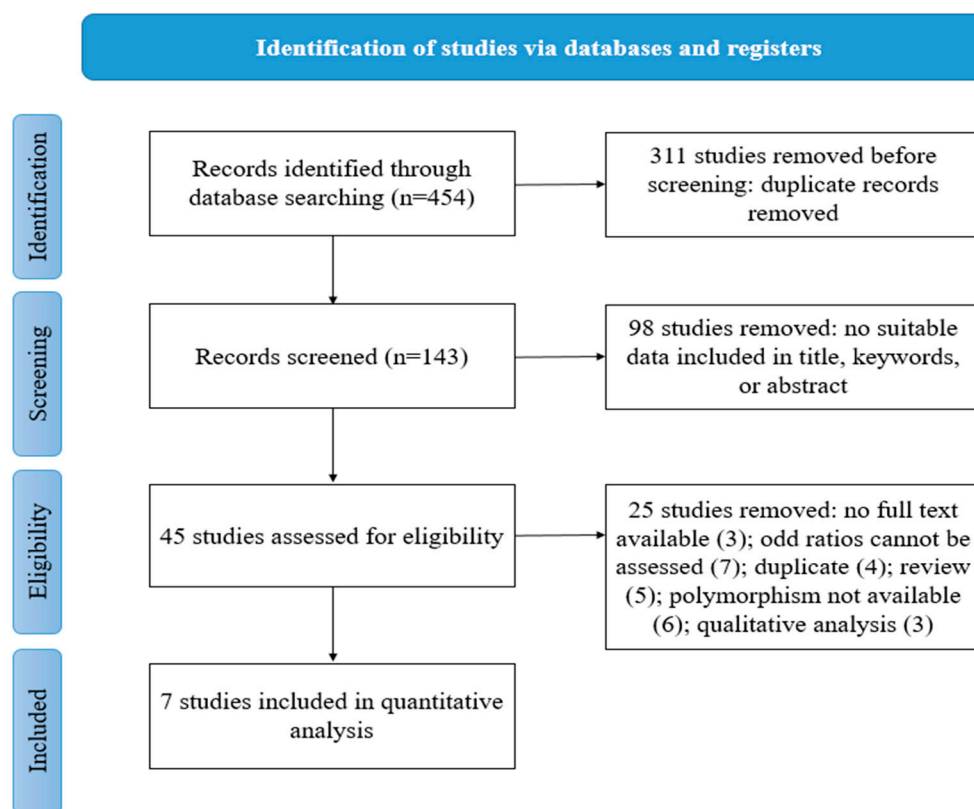 Identification of studies via databases and registers
Identification
Records identified through
database searching (n=454)
311 studies removed before
screening: duplicate records
removed
Screening
Records screened (n=143)
98 studies removed: no suitable
data included in title, keywords,
or abstract
Eligibility
45 studies assessed for eligibility
25 studies removed: no full text
available (3); odd ratios cannot be
assessed (7); duplicate (4); review
(5); polymorphism not available
(6); qualitative analysis (3)
Included
7 studies included in quantitative
analysis